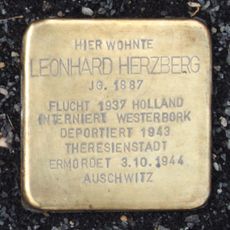 HIER WOHNTE
LEONHARD HERZBERG
JG. 1887
FLUCHT 1937 HOLLAND
INTERNIERT WESTERBORK
DEPORTIERT 1943
THERESIENSTADT
ERMORDET 3.10.1944
AUSCHWITZ